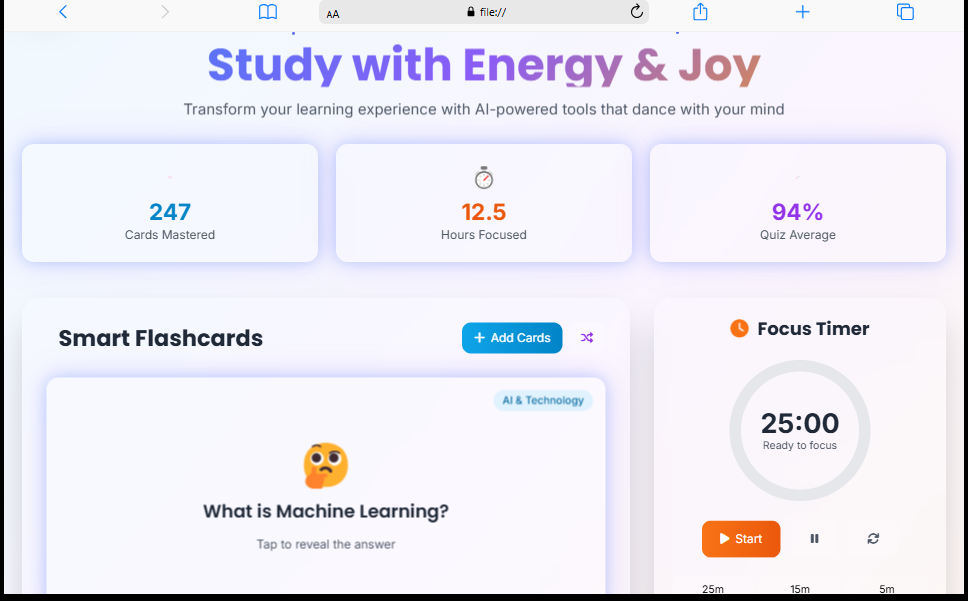 AA file://
Study with Energy & Joy
Transform your learning experience with AI-powered tools that dance with your mind
247
Cards Mastered
12.5
Hours Focused
94%
Quiz Average
Smart Flashcards
+ Add Cards
AI & Technology
What is Machine Learning?
Tap to reveal the answer
Focus Timer
25:00
Ready to focus
Start
25m 15m 5m